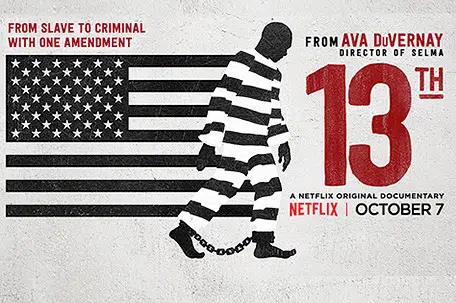 FROM SLAVE TO CRIMINAL
WITH ONE AMENDMENT
FROM AVA DuVERNAY
DIRECTOR OF SELMA
13TH
A NETFLIX ORIGINAL DOCUMENTARY
NETFLIX | OCTOBER 7